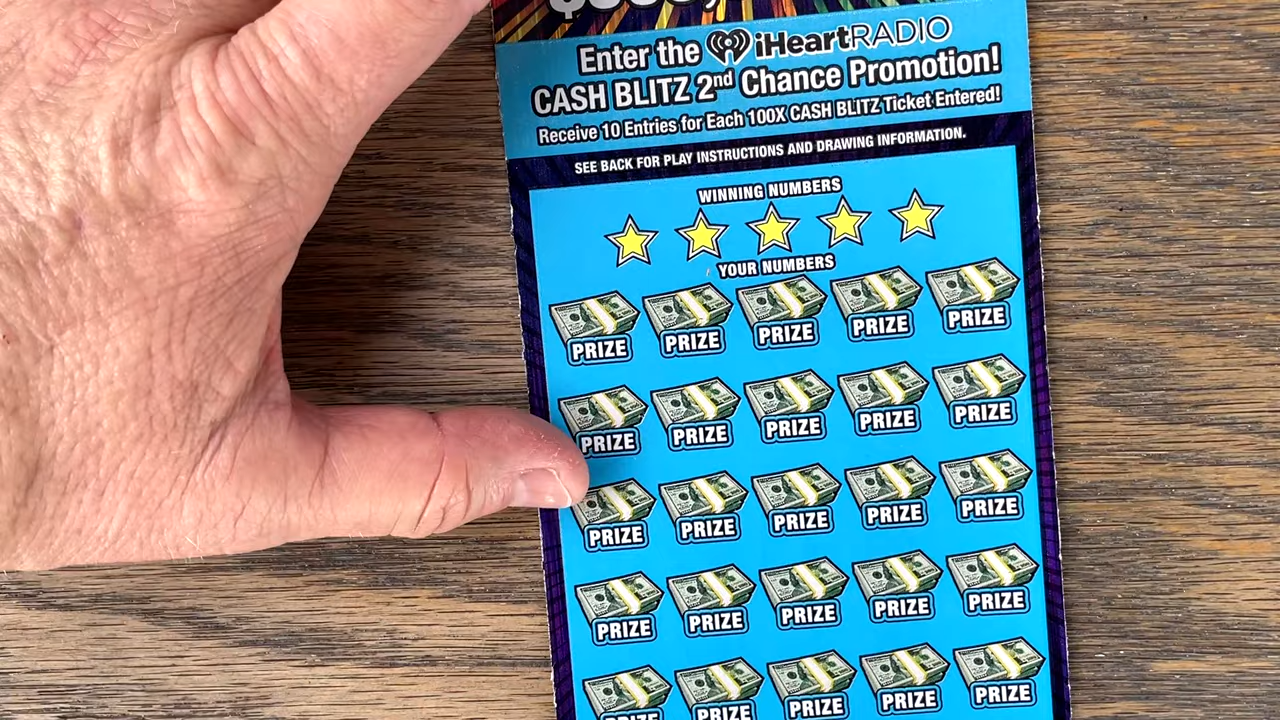 Enter the iHeartRADIO
CASH BLITZ 2nd Chance Promotion!
Receive 10 Entries for Each 100X CASH BLITZ Ticket Entered!
SEE BACK FOR PLAY INSTRUCTIONS AND DRAWING INFORMATION.
WINNING NUMBERS
YOUR NUMBERS
PRIZE PRIZE PRIZE PRIZE PRIZE
PRIZE PRIZE PRIZE PRIZE PRIZE
PRIZE PRIZE PRIZE PRIZE PRIZE
PRIZE PRIZE PRIZE PRIZE PRIZE
PRIZE PRIZE PRIZE PRIZE PRIZE